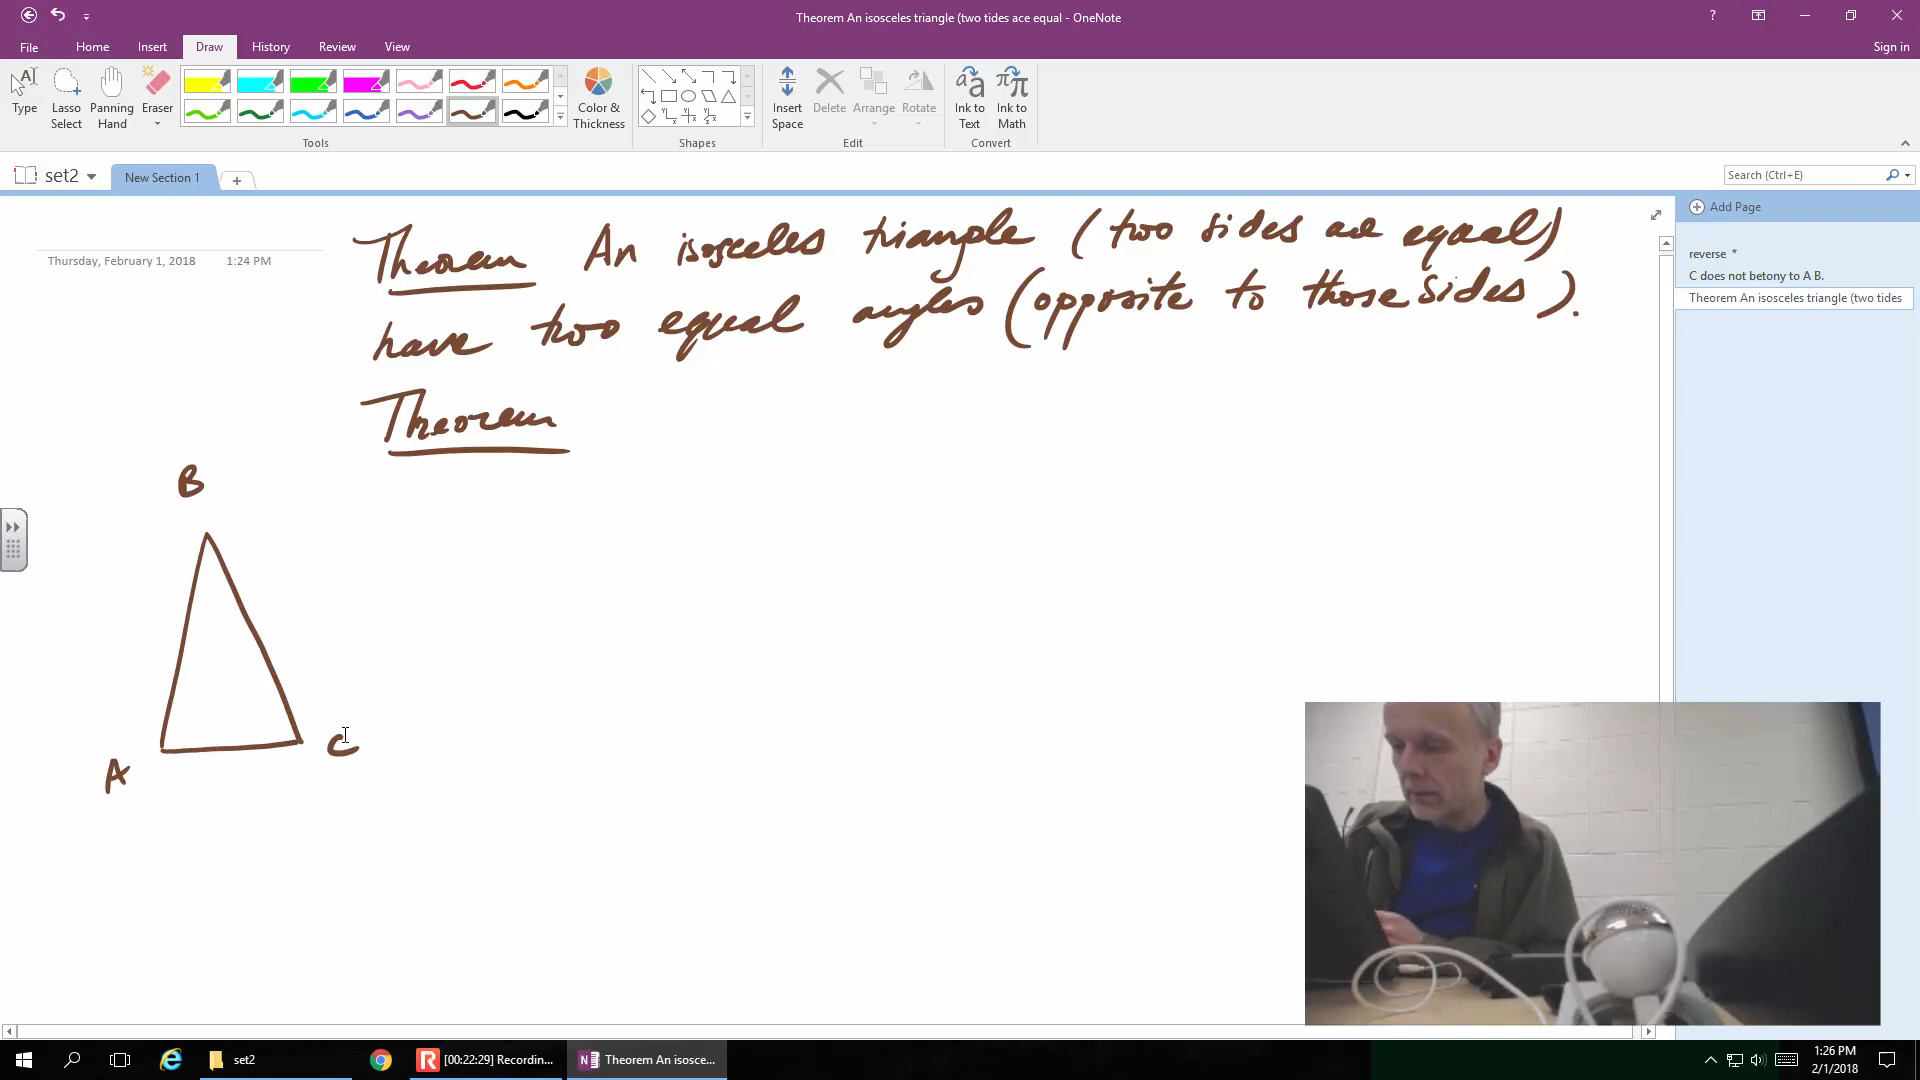 Theorem An isosceles triangle (two tides ace equal - OneNote
?
File Home Insert Draw History Review View
Sign in
Type
Lasso Select
Panning Hand
Eraser
Color & Thickness
Insert Space
Delete
Arrange
Rotate
Ink to Text
Ink to Math
Tools Shapes Edit Convert
set2 New Section 1 +
Search (Ctrl+E)
Add Page
reverse *
C does not betony to A B.
Theorem An isosceles triangle (two tides
Thursday, February 1, 2018 1:24 PM
Theorem An isosceles triangle (two sides are equal)
have two equal angles (opposite to those sides).
Theorem
B
A
C
set2 R [00:22:29] Recordin... N Theorem An isosce...
1:26 PM
2/1/2018